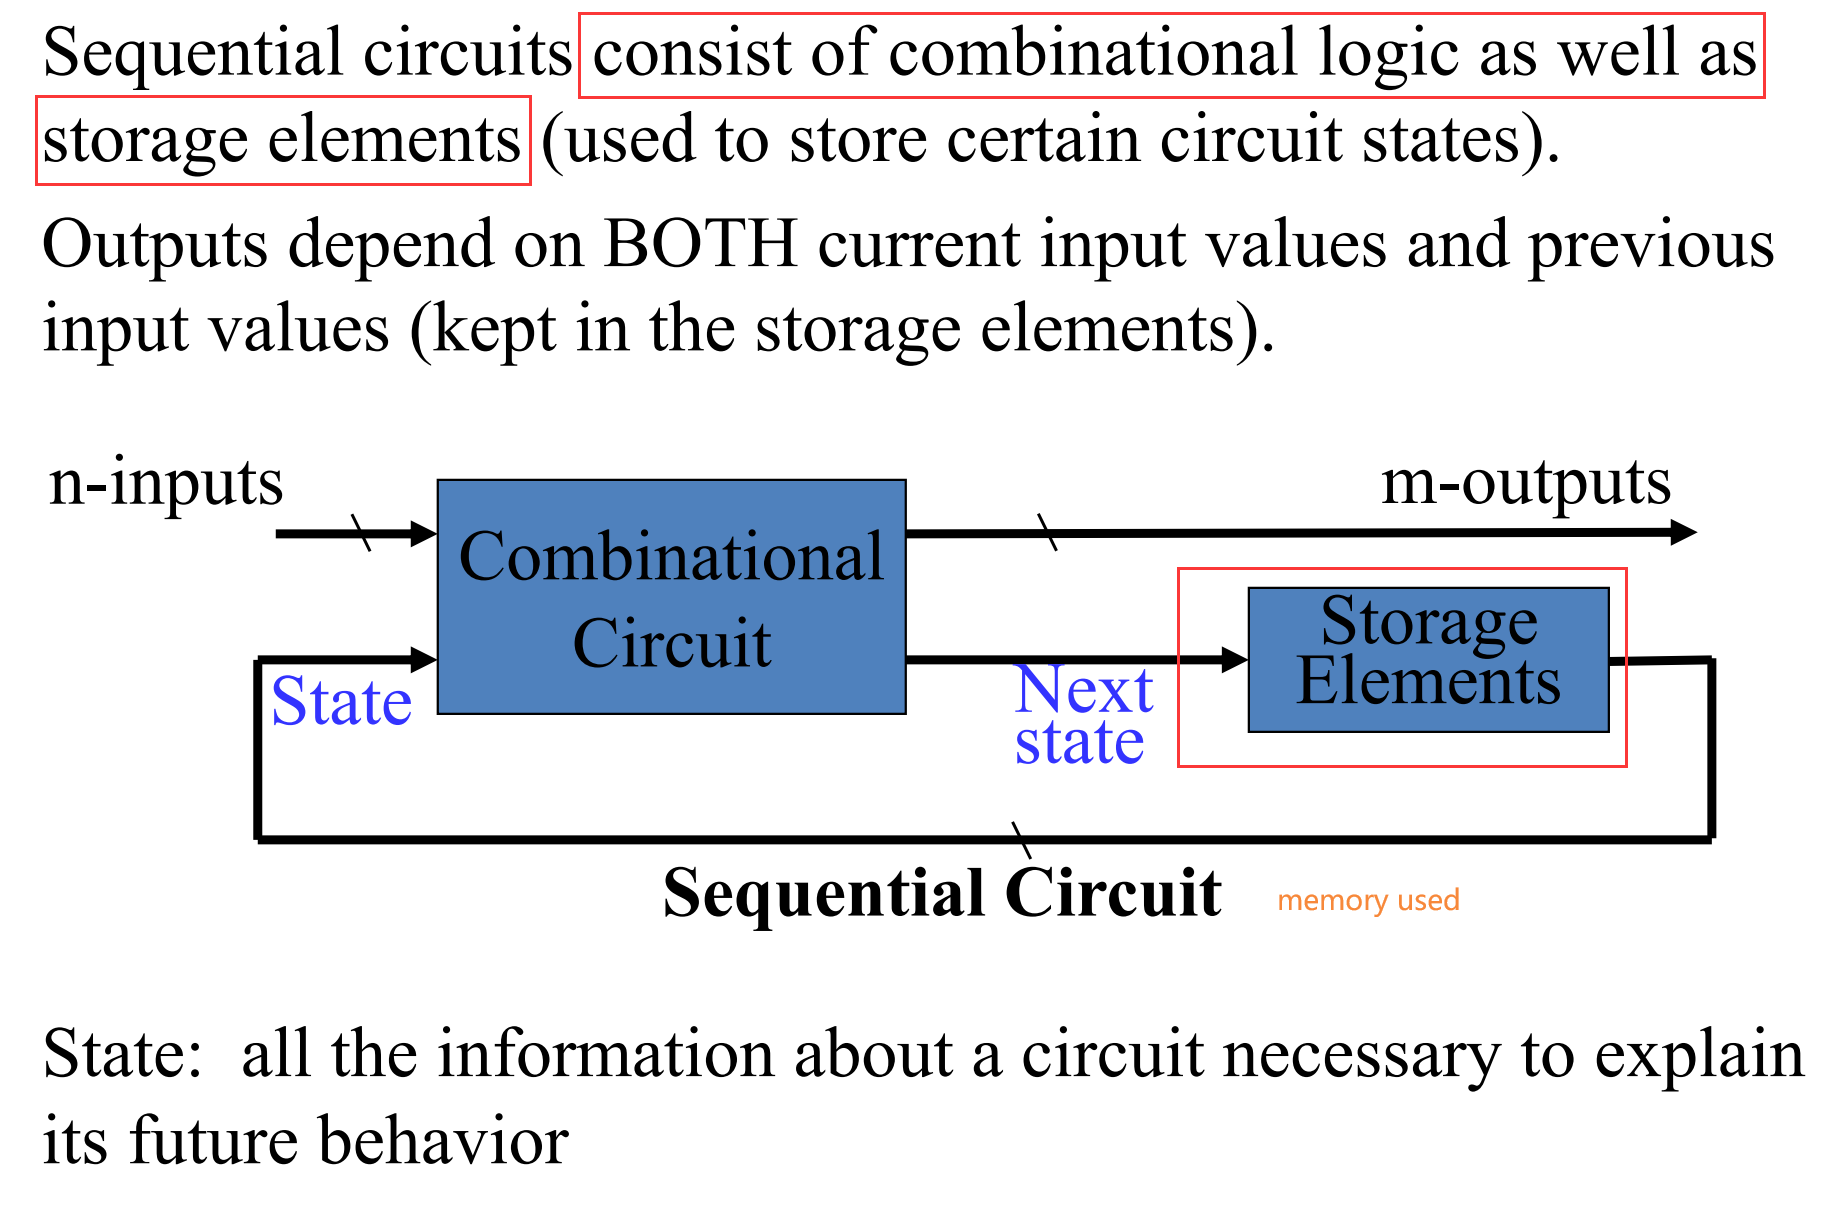 Sequential circuits consist of combinational logic as well as
storage elements (used to store certain circuit states).
Outputs depend on BOTH current input values and previous
input values (kept in the storage elements).
n-inputs
m-outputs
Combinational
Circuit
Storage
Elements
State
Next
state
Sequential Circuit
memory used
State: all the information about a circuit necessary to explain
its future behavior